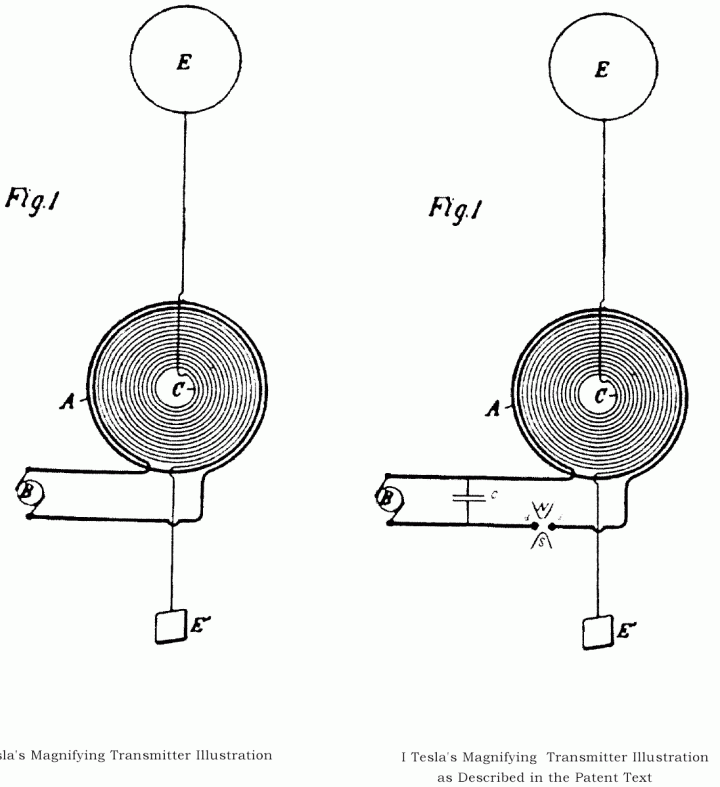 E
Fig.1
A
C
B
E'
sla's Magnifying Transmitter Illustration
E
Fig.1
A
C
B
C
N
S
E'
I Tesla's Magnifying Transmitter Illustration
as Described in the Patent Text